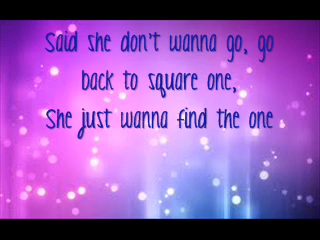 Said she don't wanna go, go
back to square one,
She just wanna find the one